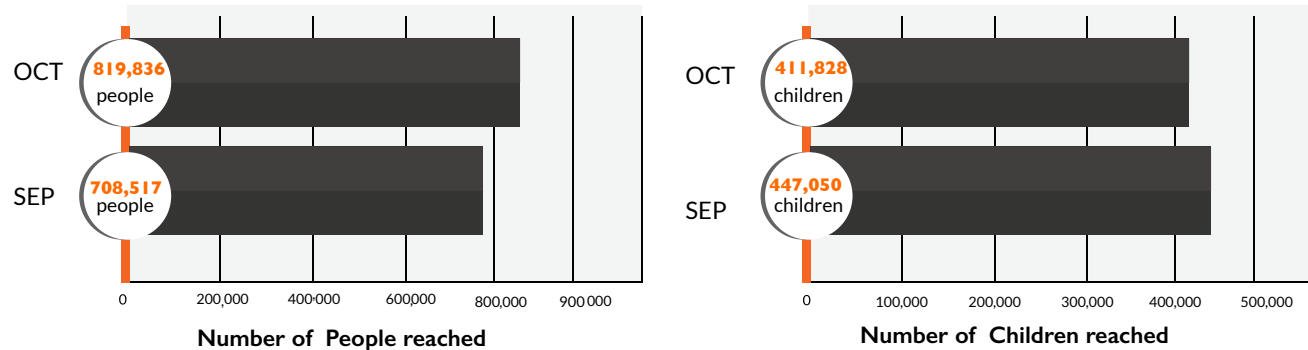 OCT
819,836
people
SEP
708,517
people
0 200,000 400,000 600,000 800,000 900,000
Number of People reached
OCT
411,828
children
SEP
447,050
children
0 100,000 200,000 300,000 400,000 500,000
Number of Children reached